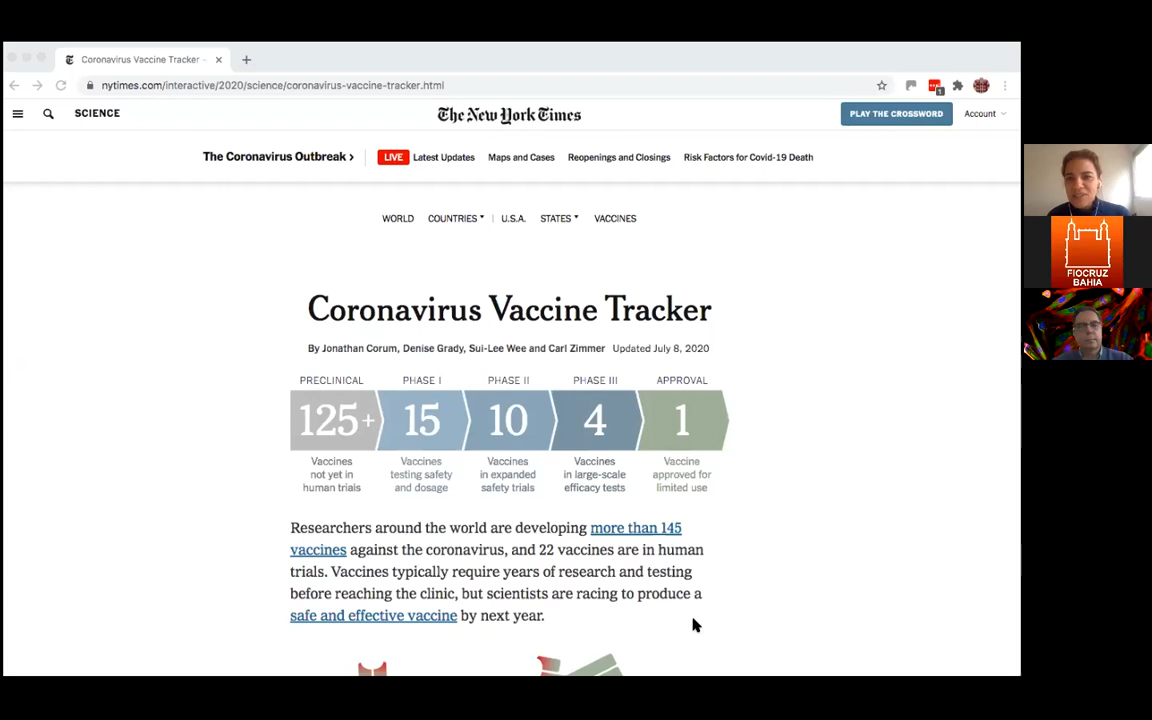 Coronavirus Vaccine Tracker -
nytimes.com/interactive/2020/science/coronavirus-vaccine-tracker.html
1
SCIENCE
The New York Times
PLAY THE CROSSWORD
Account
The Coronavirus Outbreak ›
LIVE Latest Updates Maps and Cases Reopenings and Closings Risk Factors for Covid-19 Death
WORLD COUNTRIES U.S.A. STATES VACCINES
Coronavirus Vaccine Tracker
By Jonathan Corum, Denise Grady, Sui-Lee Wee and Carl Zimmer Updated July 8, 2020
PRECLINICAL PHASE I PHASE II PHASE III APPROVAL
125+ 15 10 4 1
Vaccines Vaccines Vaccines Vaccines Vaccine
not yet in testing safety in expanded in large-scale approved for
human trials and dosage safety trials efficacy tests limited use
Researchers around the world are developing more than 145
vaccines against the coronavirus, and 22 vaccines are in human
trials. Vaccines typically require years of research and testing
before reaching the clinic, but scientists are racing to produce a
safe and effective vaccine by next year.
FIOCRUZ
BAHIA